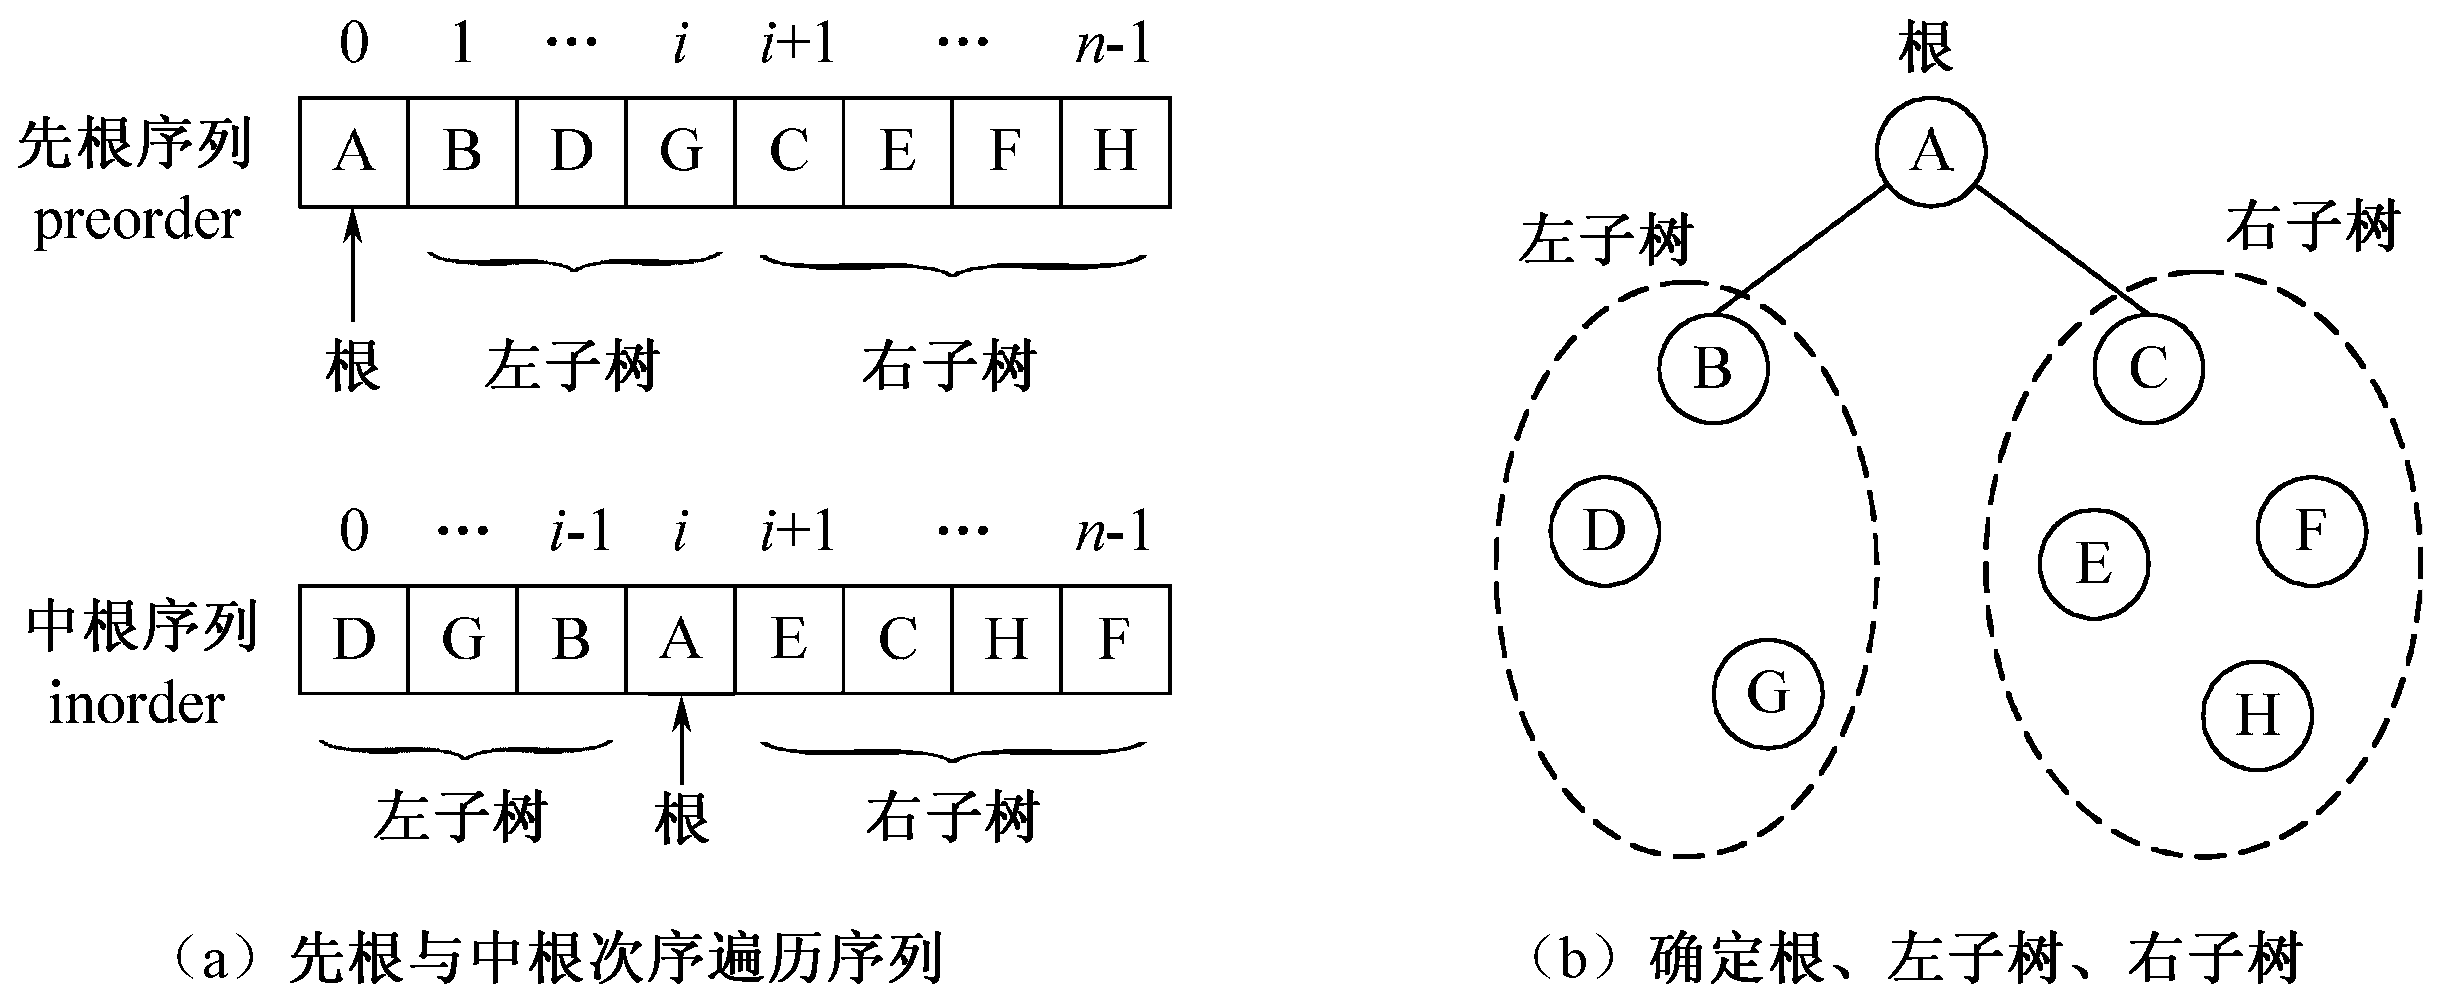 0 1 … i i+1 … n-1
先根序列 A B D G C E F H
preorder
根 左子树 右子树
0 … i-1 i i+1 … n-1
中根序列 D G B A E C H F
inorder
左子树 根 右子树
(a) 先根与中根次序遍历序列
根
A
左子树 右子树
B C
D E F
G H
(b) 确定根、左子树、右子树